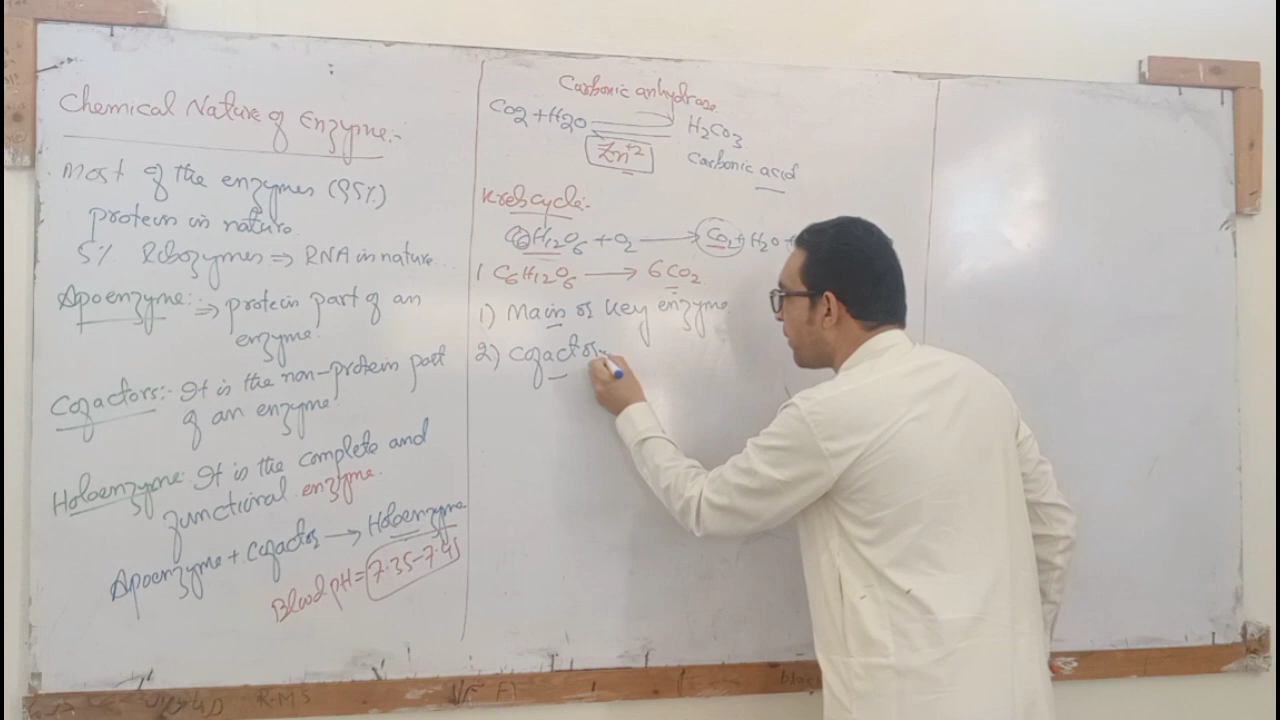 Chemical Nature of Enzyme:-
Most of the enzymes (95%)
protein in nature.
5% Ribozymes ⇒ RNA in nature.
Apoenzyme: ⇒ protein part of an
enzyme.
Cofactors:- It is the non-protein part
of an enzyme.
Holoenzyme: It is the complete and
functional enzyme.
Apoenzyme + Cofactor → Holoenzyme
Blood pH = 7.35-7.45
Carbonic anhydrase
CO2 + H2O
H2CO3
Zn+2
Carbonic acid
Kreb cycle:-
C6H12O6 + O2 → CO2 + H2O +
1 C6H12O6 → 6CO2
1) Main or key enzyme
2) Cofactor
R.M.S
black